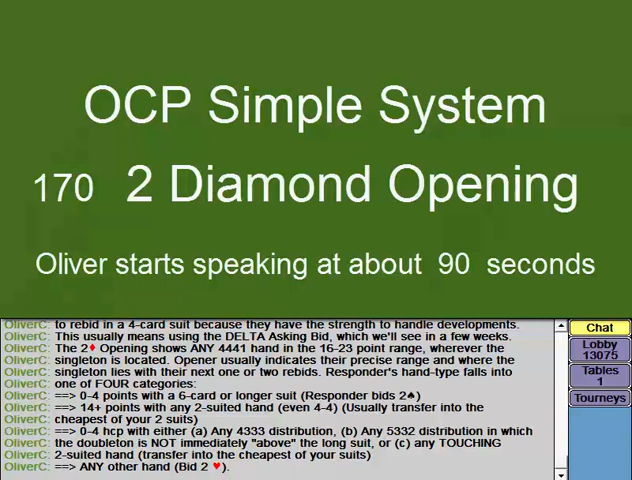 OCP Simple System
170 2 Diamond Opening
Oliver starts speaking at about 90 seconds
OliverC: to rebid in a 4-card suit because they have the strength to handle developments.
OliverC: This usually means using the DELTA Asking Bid, which we'll see in a few weeks.
OliverC: The 2♦ Opening shows ANY 4441 hand in the 16-23 point range, wherever the
OliverC: singleton is located. Opener usually indicates their precise range and where the
OliverC: singleton lies with their next one or two rebids. Responder's hand-type falls into
OliverC: one of FOUR categories:
OliverC: ==> 0-4 points with a 6-card or longer suit (Responder bids 2♠)
OliverC: ==> 14+ points with any 2-suited hand (even 4-4) (Usually transfer into the
OliverC: cheapest of your 2 suits)
OliverC: ==> 0-4 hcp with either (a) Any 4333 distribution, (b) Any 5332 distribution in which
OliverC: the doubleton is NOT immediately "above" the long suit, or (c) any TOUCHING
OliverC: 2-suited hand (transfer into the cheapest of your suits)
OliverC: ==> ANY other hand (Bid 2 ♥).
Chat
Lobby
13075
Tables
1
Tourneys